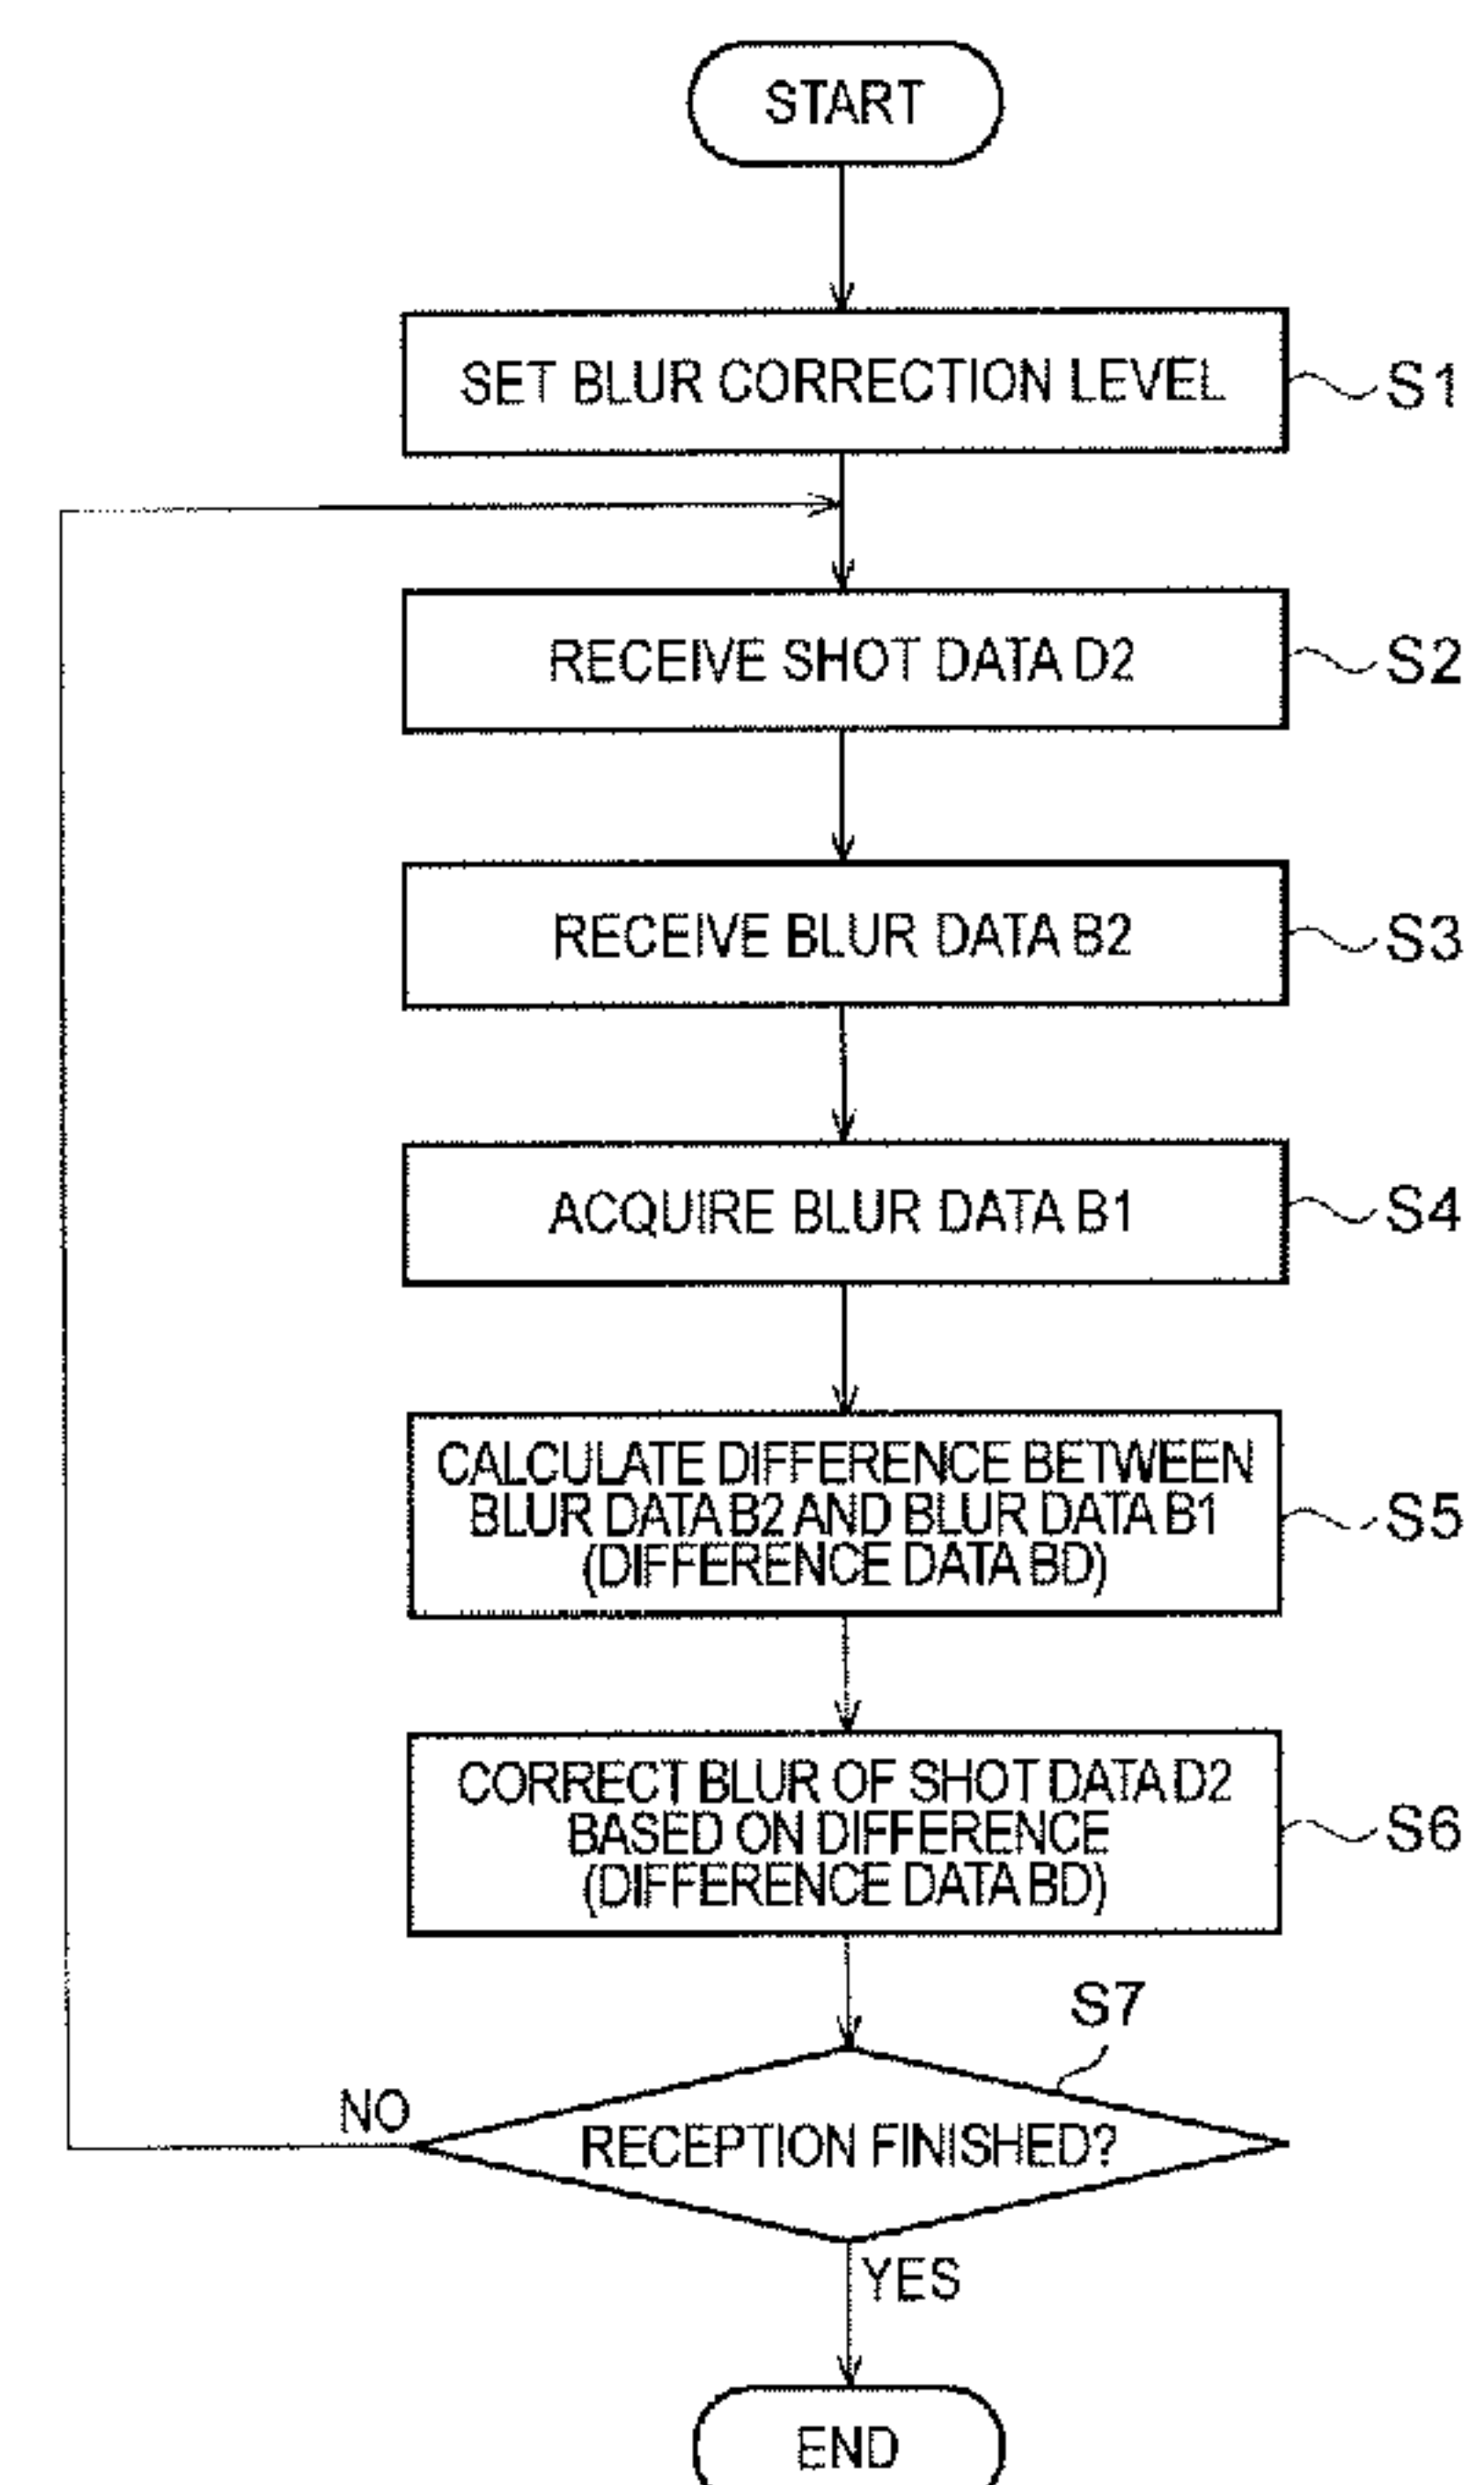 START
SET BLUR CORRECTION LEVEL
S1
RECEIVE SHOT DATA D2
S2
RECEIVE BLUR DATA B2
S3
ACQUIRE BLUR DATA B1
S4
CALCULATE DIFFERENCE BETWEEN
BLUR DATA B2 AND BLUR DATA B1
(DIFFERENCE DATA BD)
S5
CORRECT BLUR OF SHOT DATA D2
BASED ON DIFFERENCE
(DIFFERENCE DATA BD)
S6
S7
NO
RECEPTION FINISHED?
YES
END